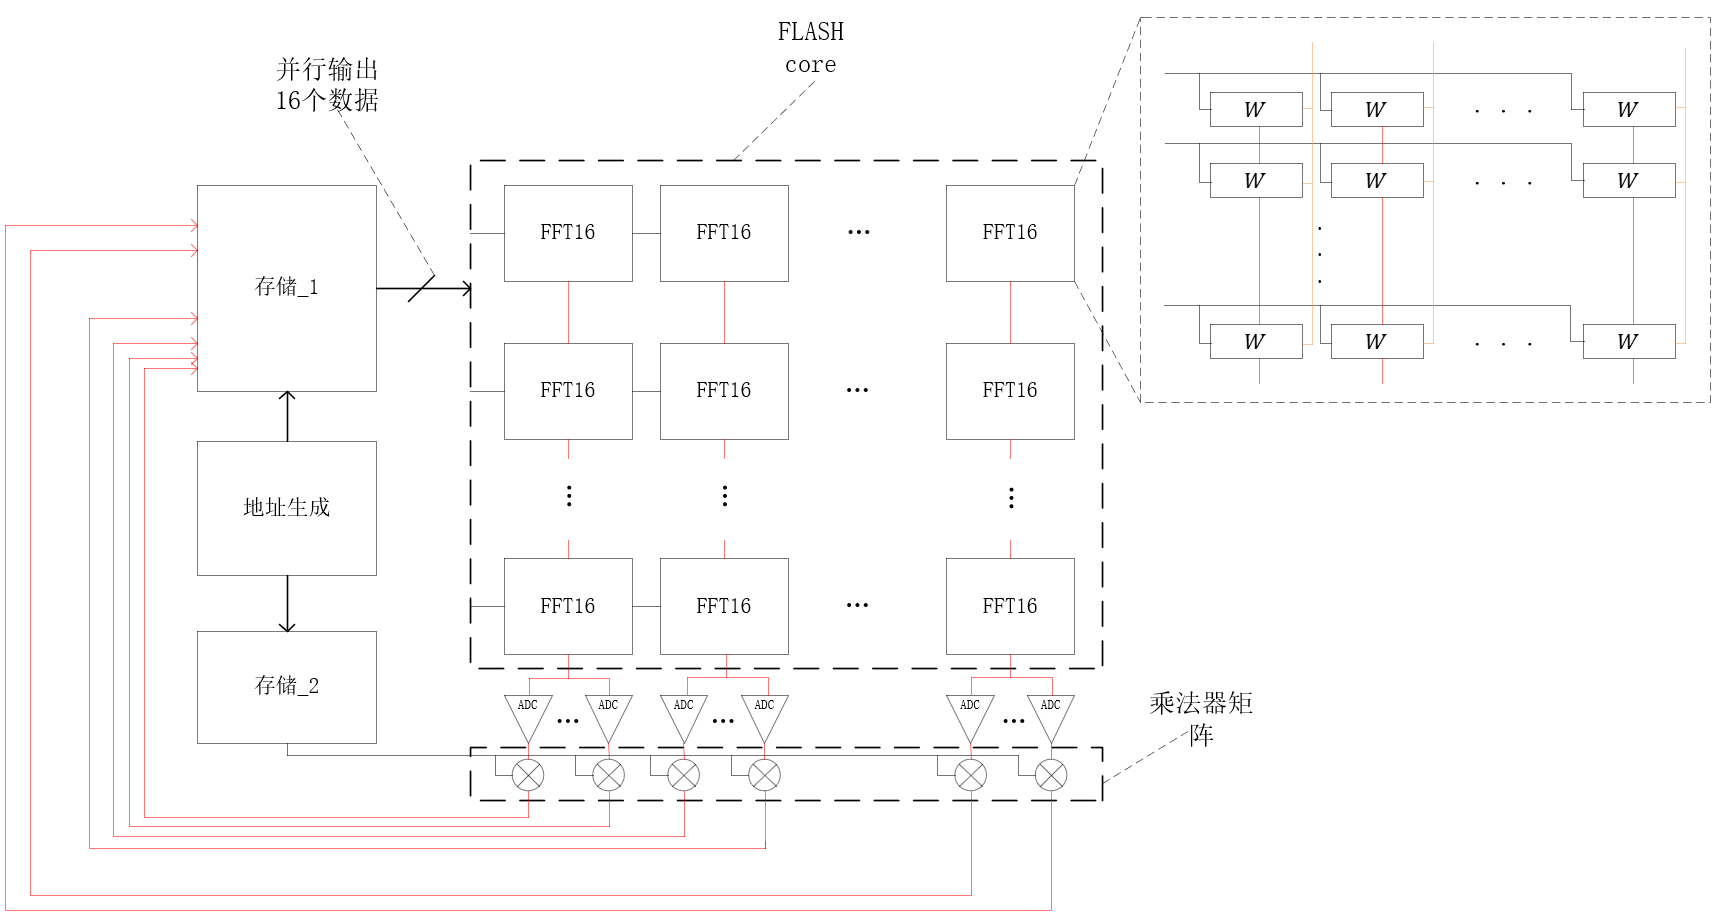 FLASH
core
并行输出
16个数据
W W . . . W
W W . . . W
W W . . . W
FFT16 FFT16 ... FFT16
存储_1
FFT16 FFT16 ... FFT16
地址生成
FFT16 FFT16 ... FFT16
存储_2
ADC ... ADC ADC ... ADC ADC ... ADC
乘法器矩
阵